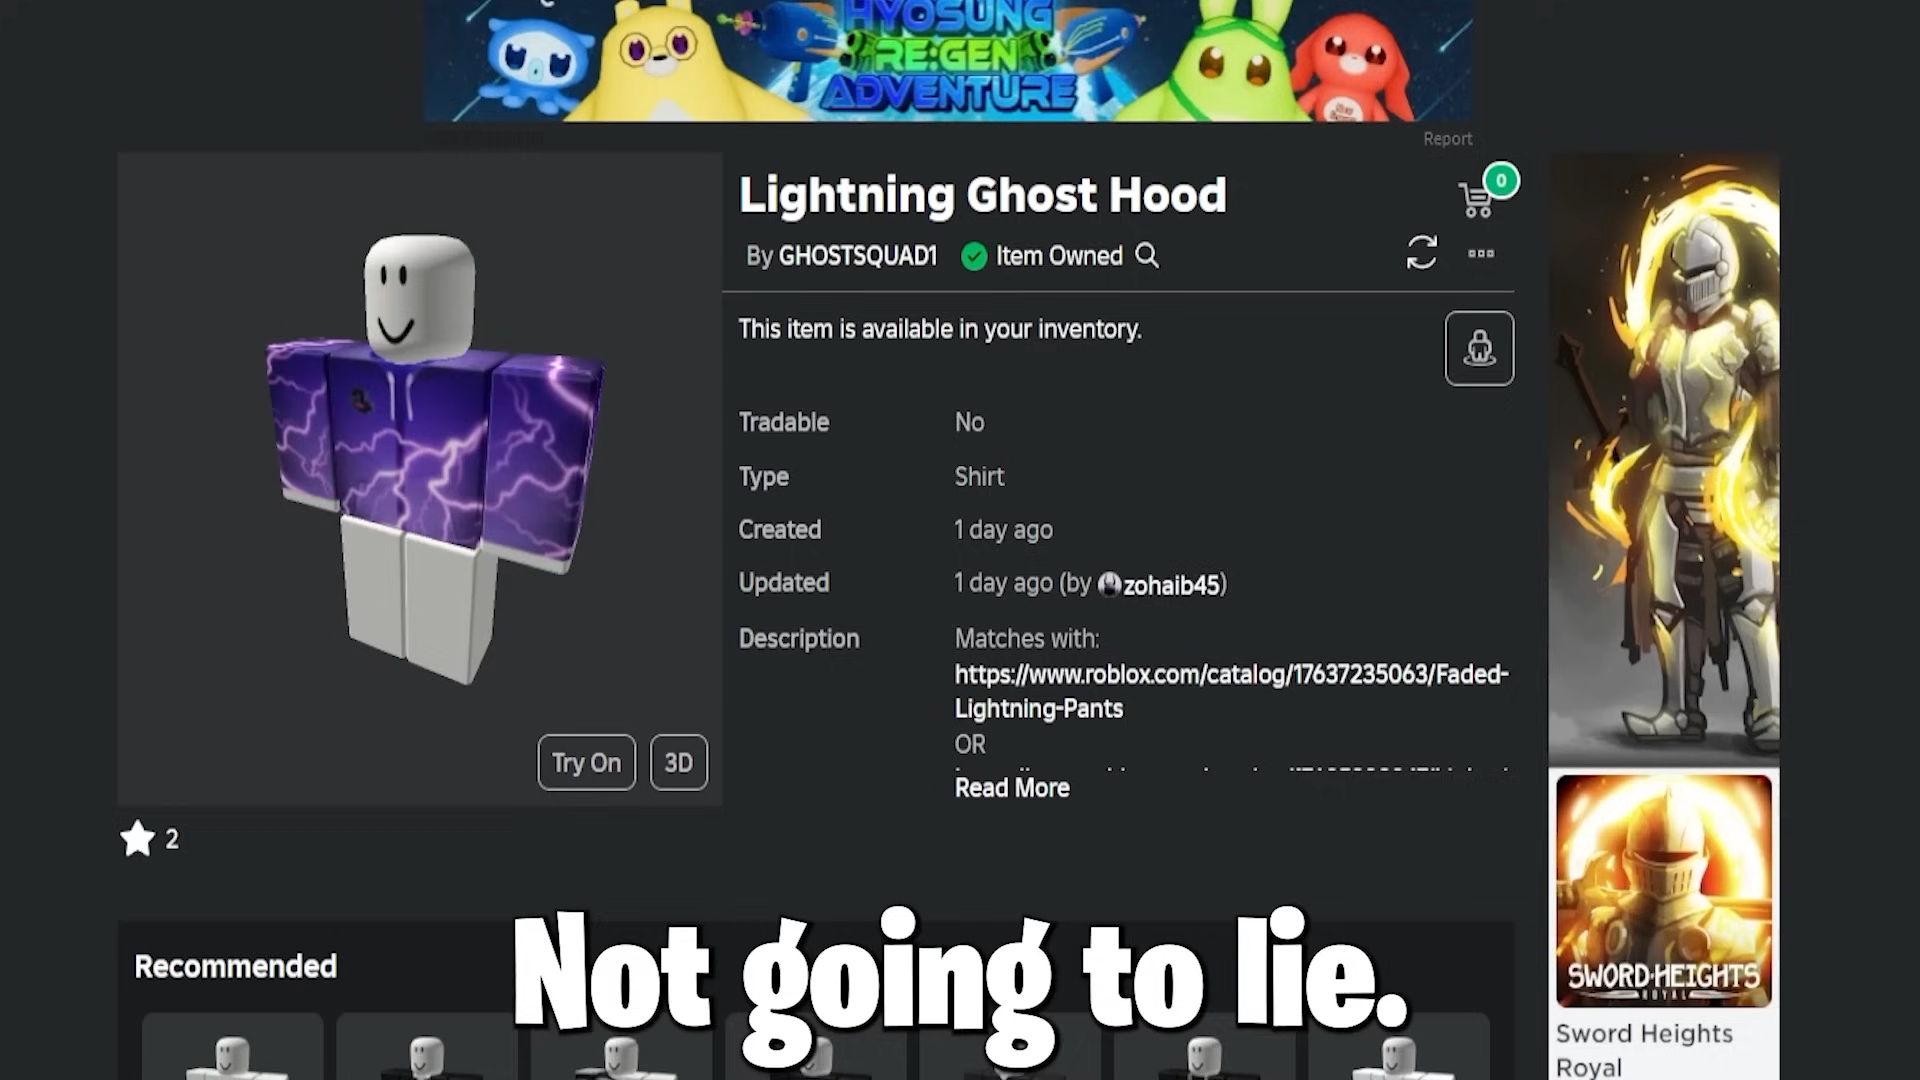 HYOSUNG
RE:GEN
ADVENTURE
Report
Lightning Ghost Hood
0
By GHOSTSQUAD1 Item Owned
This item is available in your inventory.
Tradable No
Type Shirt
Created 1 day ago
Updated 1 day ago (by zohaib45)
Description Matches with:
https://www.roblox.com/catalog/17637235063/Faded-
Lightning-Pants
OR
Read More
Try On 3D
2
Recommended
Not going to lie.
SWORD HEIGHTS
ROYAL
Sword Heights
Royal